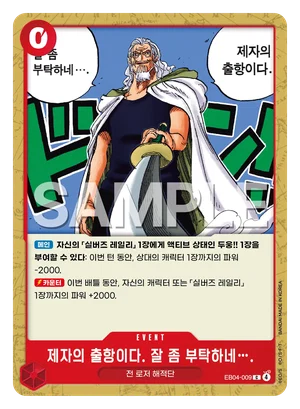 0
잘 좀
부탁하네….
제자의
출항이다.
SAMPLE
메인 자신의 「실버즈 레일리」 1장에게 액티브 상태인 두웅!! 1장을
부여할 수 있다: 이번 턴 동안, 상대의 캐릭터 1장까지의 파워
-2000.
카운터 이번 배틀 동안, 자신의 캐릭터 또는 「실버즈 레일리」
1장까지의 파워 +2000.
EVENT
제자의 출항이다. 잘 좀 부탁하네….
전 로저 해적단
EB04-009